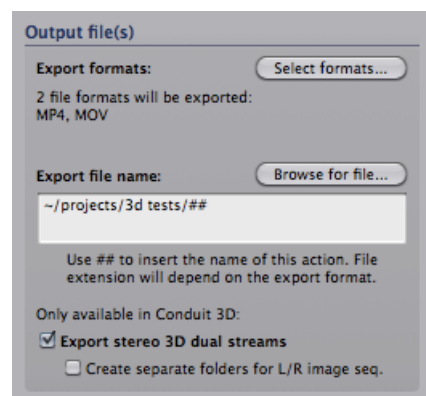 Output file(s)
Export formats: Select formats...
2 file formats will be exported:
MP4, MOV
Export file name: Browse for file...
~/projects/3d tests/##
Use ## to insert the name of this action. File
extension will depend on the export format.
Only available in Conduit 3D:
Export stereo 3D dual streams
Create separate folders for L/R image seq.